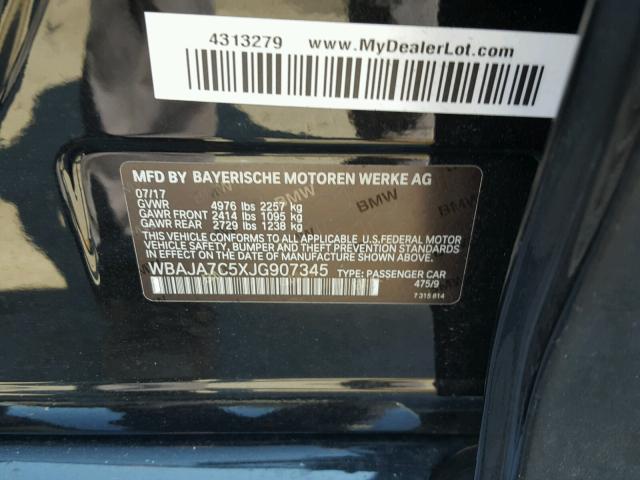 4313279 www.MyDealerLot.com
MFD BY BAYERISCHE MOTOREN WERKE AG
07/17
GVWR 4976 lbs 2257 kg
GAWR FRONT 2414 lbs 1095 kg
GAWR REAR 2729 lbs 1238 kg
THIS VEHICLE CONFORMS TO ALL APPLICABLE U.S.FEDERAL MOTOR
VEHICLE SAFETY, BUMPER AND THEFT PREVENTION STANDARDS
IN EFFECT ON THE DATE OF MANUFACTURE SHOWN ABOVE.
WBAJA7C5XJG907345 TYPE: PASSENGER CAR
475/9
7 315 814
BMW
BMW
BMW